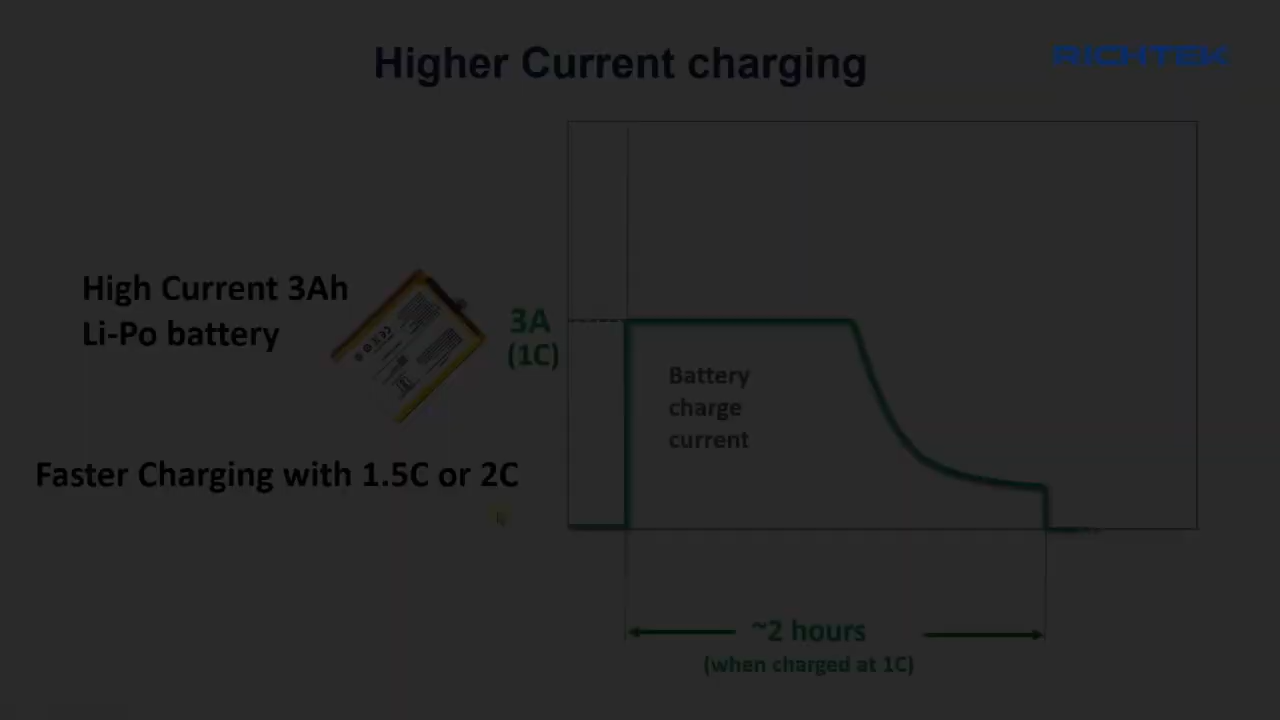 Higher Current charging
RICHTEK
High Current 3Ah
Li-Po battery
3A
(1C)
Battery
charge
current
Faster Charging with 1.5C or 2C
~2 hours
(when charged at 1C)